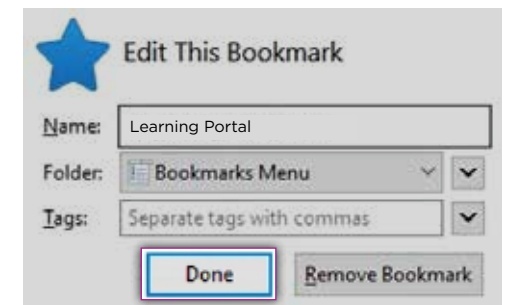 Edit This Bookmark
Name: Learning Portal
Folder: Bookmarks Menu
Tags: Separate tags with commas
Done Remove Bookmark